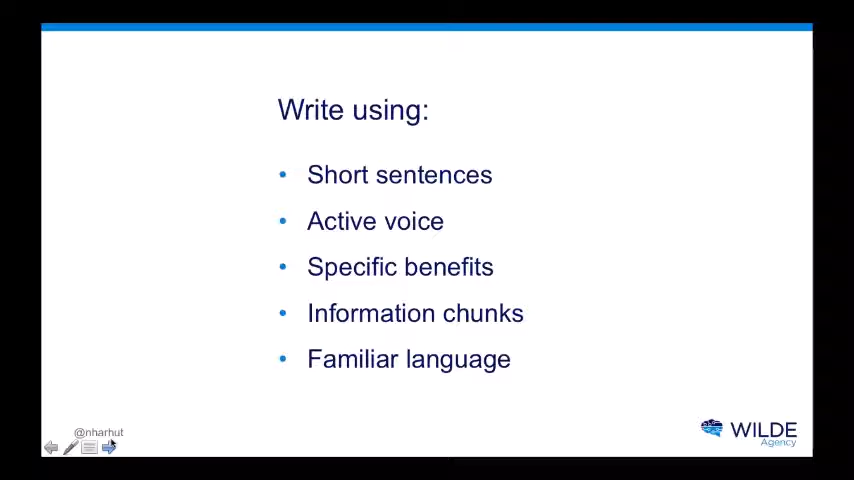 Write using:
• Short sentences
• Active voice
• Specific benefits
• Information chunks
• Familiar language
@nharhut
WILDE
Agency